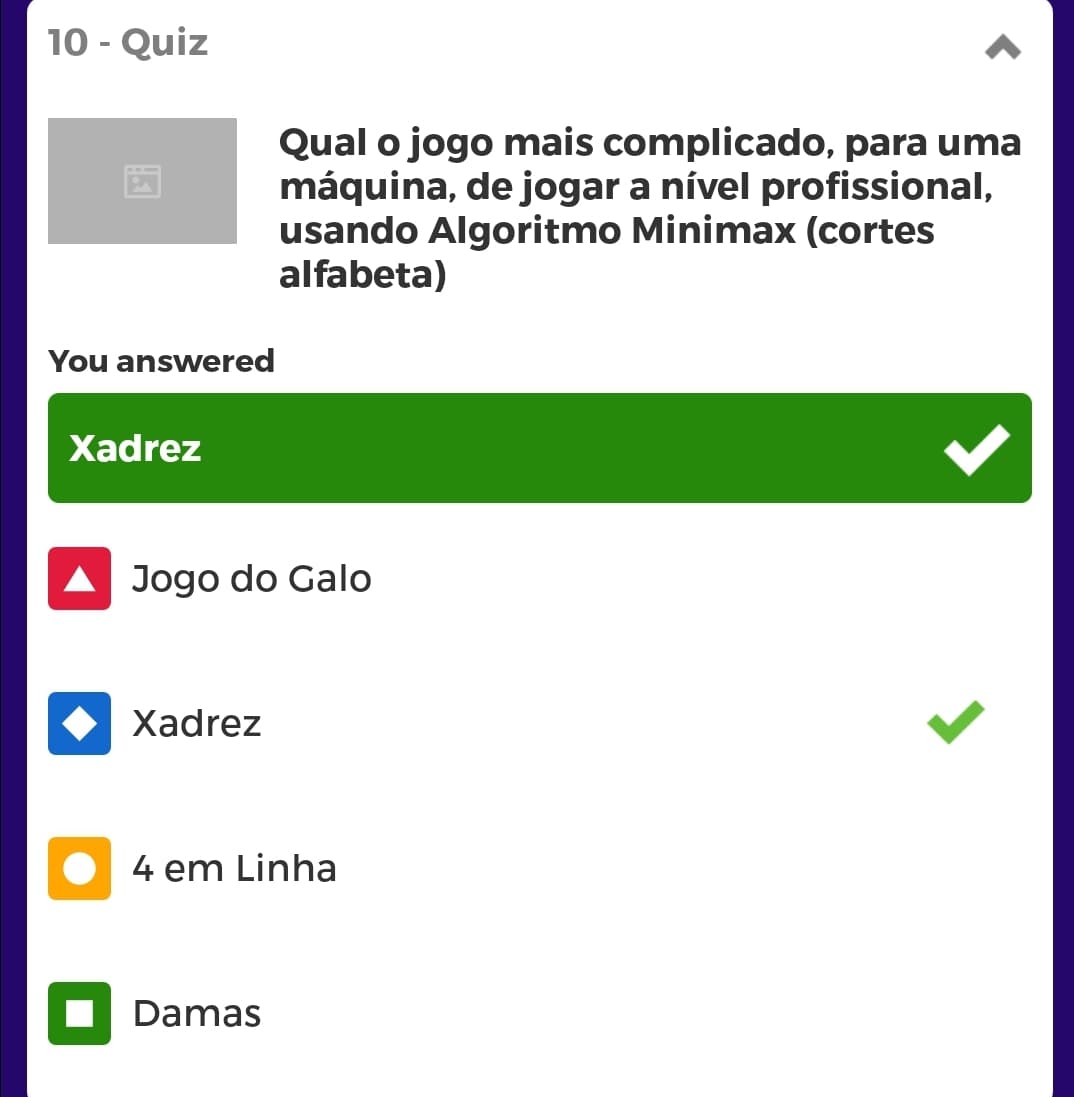 10 - Quiz
Qual o jogo mais complicado, para uma
máquina, de jogar a nível profissional,
usando Algoritmo Minimax (cortes
alfabeta)
You answered
Xadrez
Jogo do Galo
Xadrez
4 em Linha
Damas